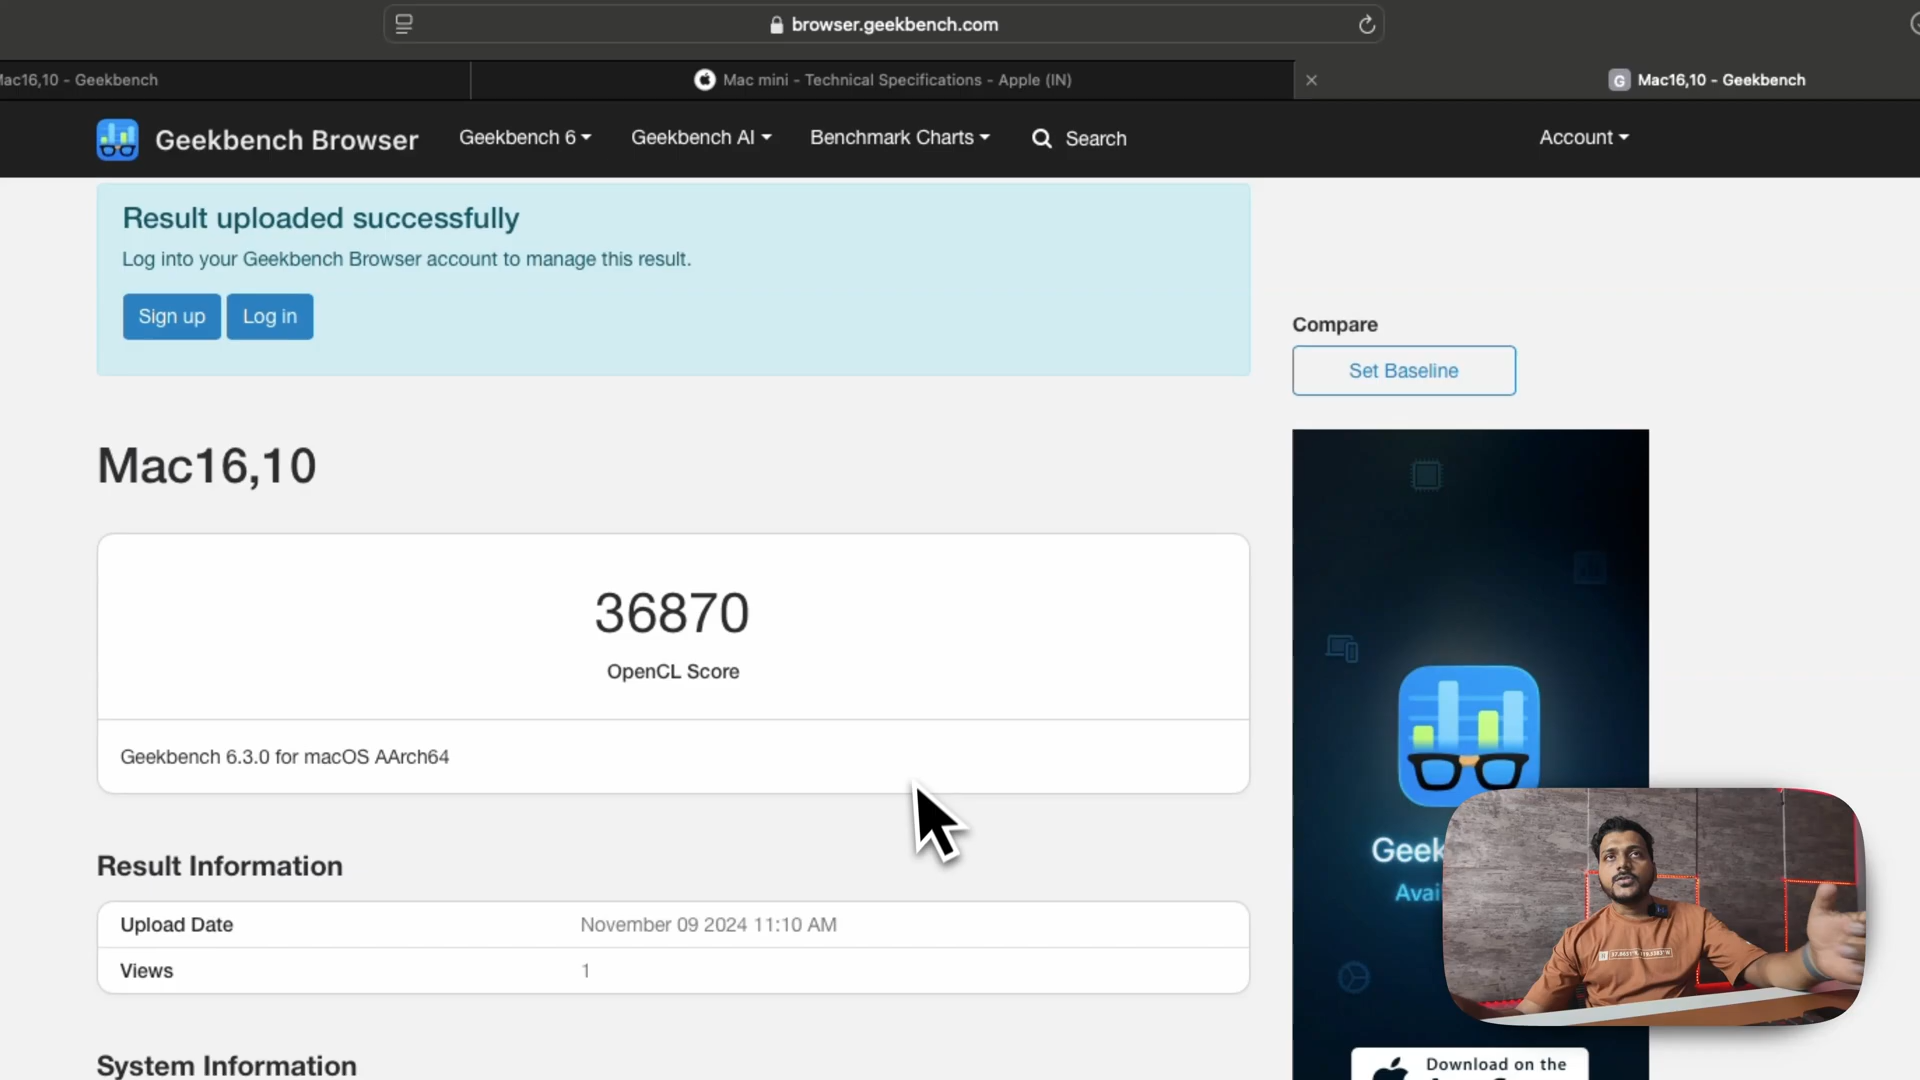 browser.geekbench.com
Mac16,10 - Geekbench
Mac mini - Technical Specifications - Apple (IN)
Mac16,10 - Geekbench
Geekbench Browser
Geekbench 6
Geekbench AI
Benchmark Charts
Search
Account
Result uploaded successfully
Log into your Geekbench Browser account to manage this result.
Sign up
Log in
Compare
Set Baseline
Mac16,10
36870
OpenCL Score
Geekbench 6.3.0 for macOS AArch64
Result Information
Upload Date
November 09 2024 11:10 AM
Views
1
System Information
Geek
Avai
Download on the